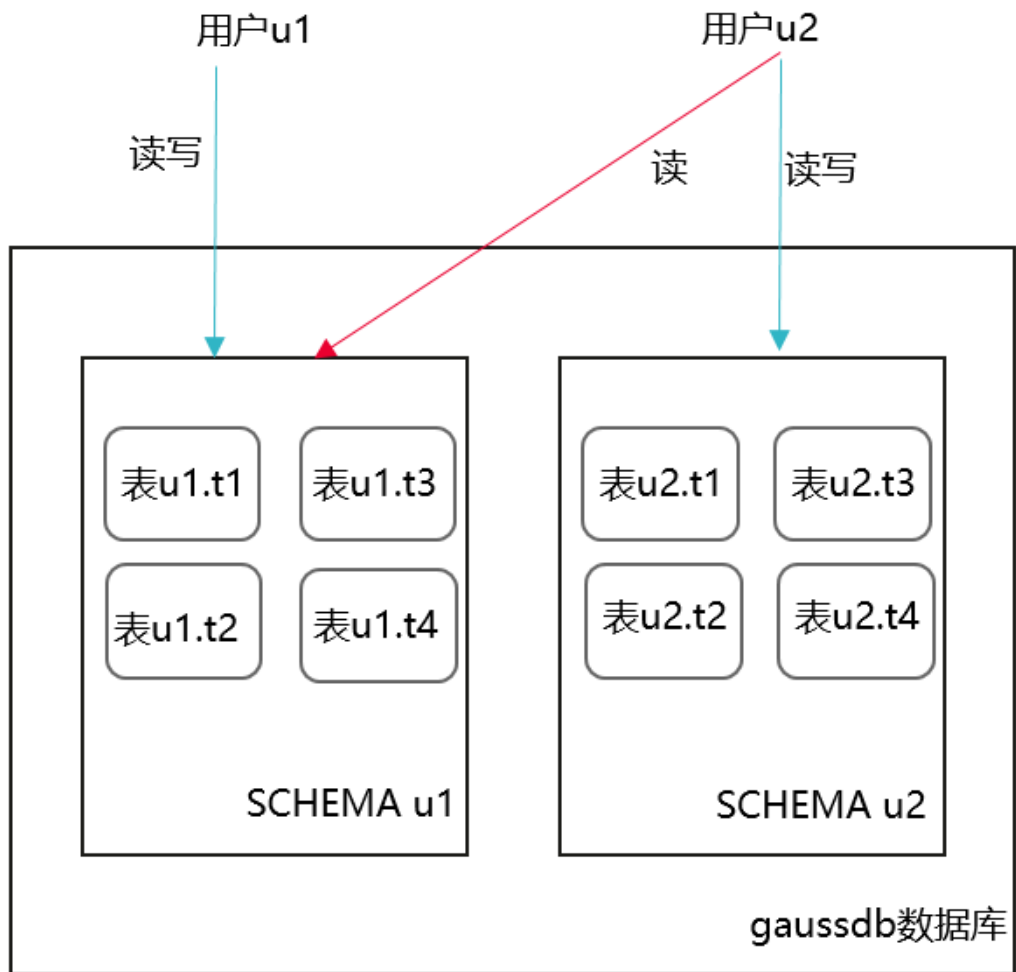 用户u1
用户u2
读写
读
读写
表u1.t1
表u1.t3
表u2.t1
表u2.t3
表u1.t2
表u1.t4
表u2.t2
表u2.t4
SCHEMA u1
SCHEMA u2
gaussdb数据库